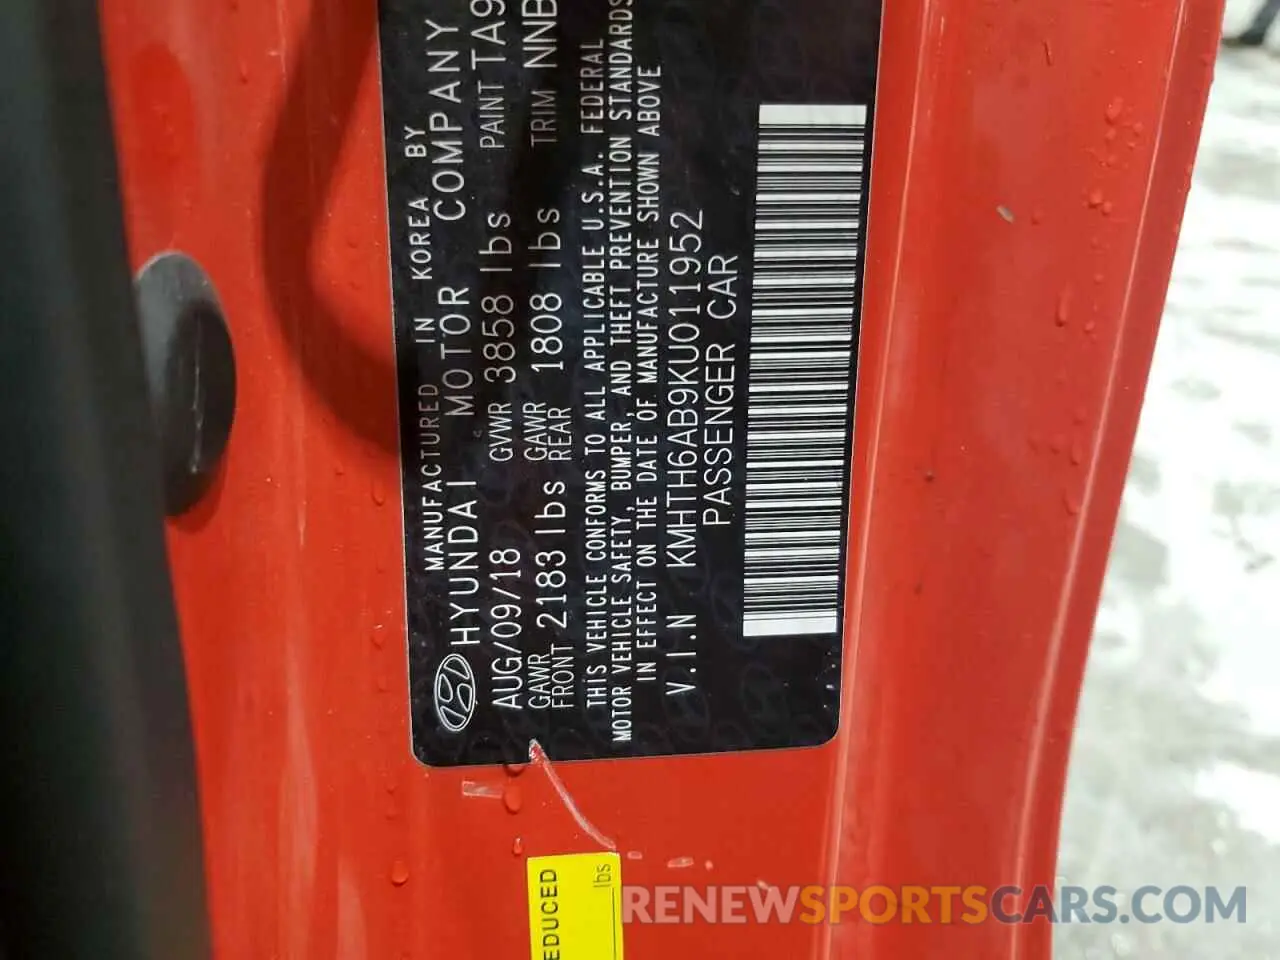 MANUFACTURED IN KOREA BY
HYUNDAI MOTOR COMPANY
AUG/09/18 GVWR 3858 lbs PAINT TA9
GAWR FRONT 2183 lbs GAWR REAR 1808 lbs TRIM NNB
THIS VEHICLE CONFORMS TO ALL APPLICABLE U.S.A. FEDERAL
MOTOR VEHICLE SAFETY, BUMPER, AND THEFT PREVENTION STANDARDS
IN EFFECT ON THE DATE OF MANUFACTURE SHOWN ABOVE
V.I.N KMHTH6AB9KU011952
PASSENGER CAR
EDUCED
lbs
RENEWSPORTSCARS.COM